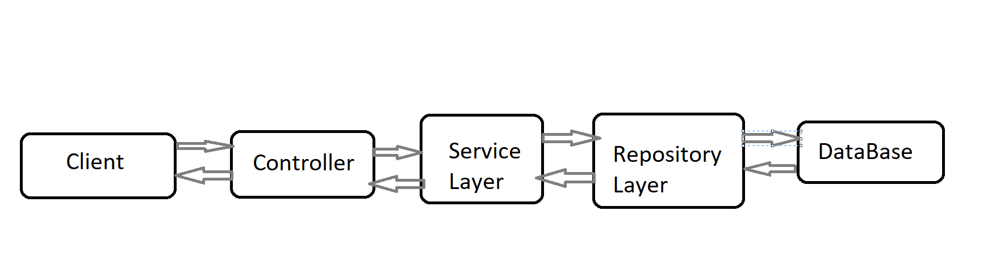 Client
Controller
Service
Layer
Repository
Layer
DataBase